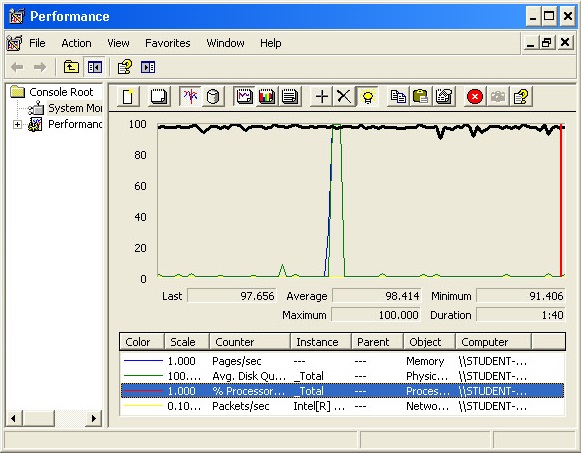 Performance
File Action View Favorites Window Help
Console Root
System Mo
Performanc
100
80
60
40
20
0
Last 97.656 Average 98.414 Minimum 91.406
Maximum 100.000 Duration 1:40
Color Scale Counter Instance Parent Object Computer
1.000 Pages/sec --- --- Memory \\STUDENT-...
100.... Avg. Disk Qu... _Total --- Physic... \\STUDENT-...
1.000 % Processor... _Total --- Proces... \\STUDENT-...
0.10... Packets/sec Intel[R] ... --- Netwo... \\STUDENT-...